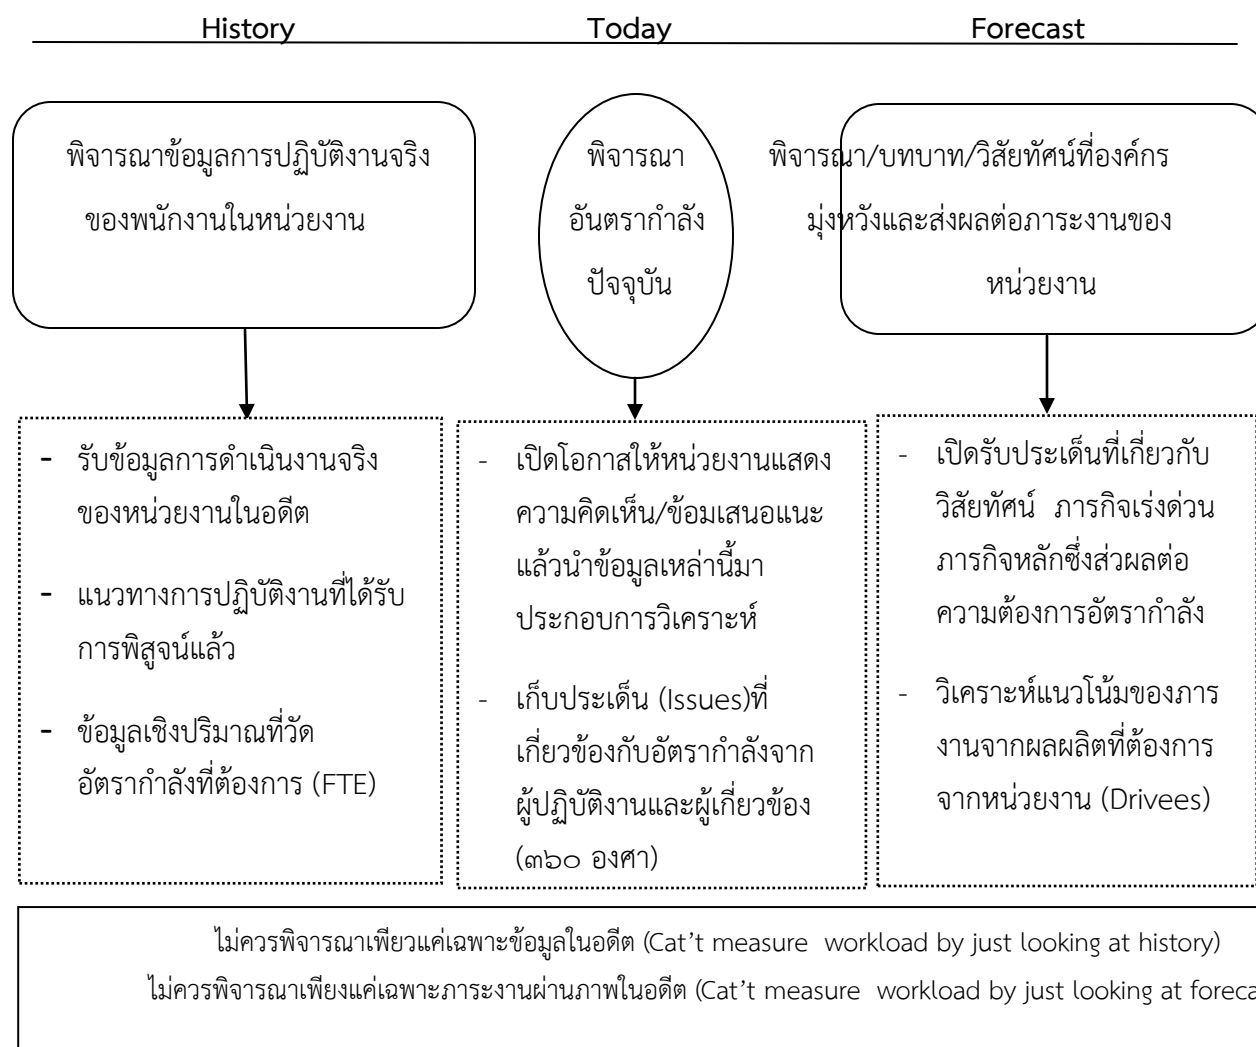 History
Today
Forecast
พิจารณาข้อมูลการปฏิบัติงานจริง
ของพนักงานในหน่วยงาน
พิจารณา
อันตรากำลัง
ปัจจุบัน
พิจารณา/บทบาท/วิสัยทัศน์ที่องค์กร
มุ่งหวังและส่งผลต่อภาระงานของ
หน่วยงาน
- รับข้อมูลการดำเนินงานจริง
ของหน่วยงานในอดีต
- แนวทางการปฏิบัติงานที่ได้รับ
การพิสูจน์แล้ว
- ข้อมูลเชิงปริมาณที่วัด
อัตรากำลังที่ต้องการ (FTE)
- เปิดโอกาสให้หน่วยงานแสดง
ความคิดเห็น/ข้อมเสนอแนะ
แล้วนำข้อมูลเหล่านี้มา
ประกอบการวิเคราะห์
- เก็บประเด็น (Issues)ที่
เกี่ยวข้องกับอัตรากำลังจาก
ผู้ปฏิบัติงานและผู้เกี่ยวข้อง
(๓๖๐ องศา)
- เปิดรับประเด็นที่เกี่ยวกับ
วิสัยทัศน์ ภารกิจเร่งด่วน
ภารกิจหลักซึ่งส่วผลต่อ
ความต้องการอัตรากำลัง
- วิเคราะห์แนวโน้มของภาร
งานจากผลผลิตที่ต้องการ
จากหน่วยงาน (Drivees)
ไม่ควรพิจารณาเพียวแค่เฉพาะข้อมูลในอดีต (Cat't measure workload by just looking at history)
ไม่ควรพิจารณาเพียงแค่เฉพาะภาระงานผ่านภาพในอดีต (Cat't measure workload by just looking at foreca